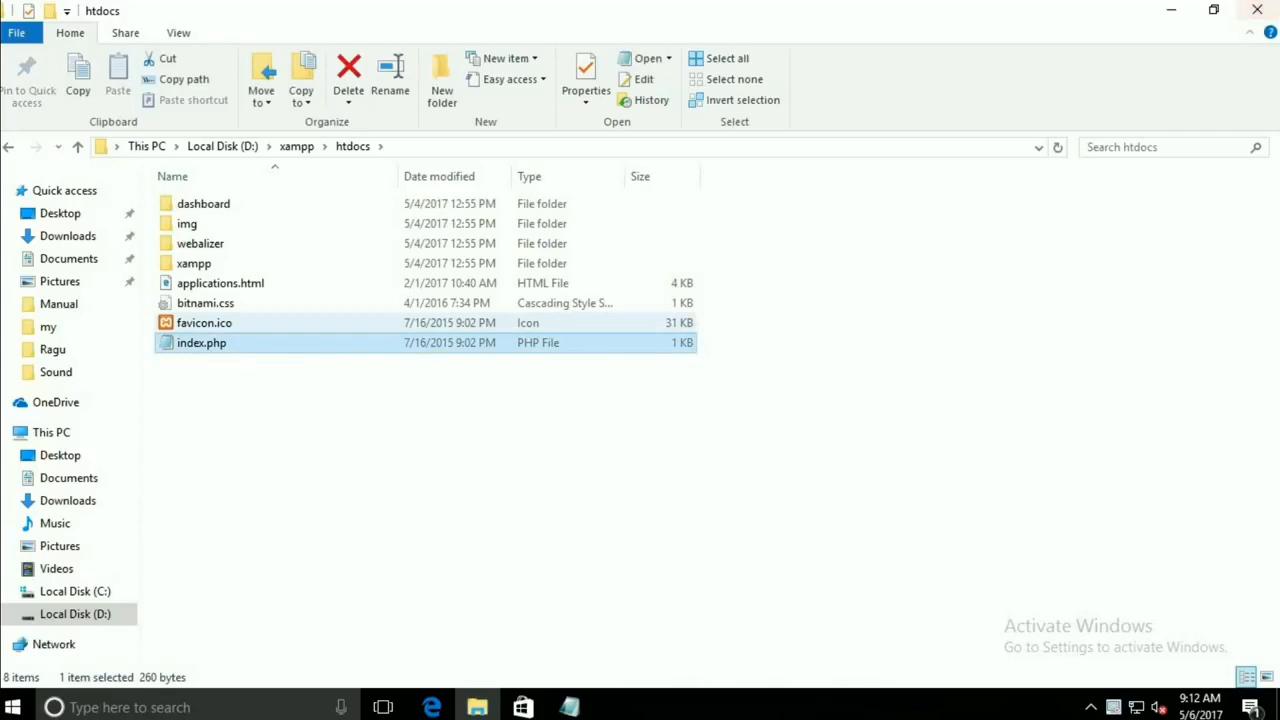 htdocs
File Home Share View
Pin to Quick access
Copy
Paste
Cut
Copy path
Paste shortcut
Clipboard
Move to
Copy to
Delete
Rename
Organize
New folder
New item
Easy access
New
Properties
Open
Edit
History
Open
Select all
Select none
Invert selection
Select
This PC Local Disk (D:) xampp htdocs
Search htdocs
Name Date modified Type Size
dashboard 5/4/2017 12:55 PM File folder
img 5/4/2017 12:55 PM File folder
webalizer 5/4/2017 12:55 PM File folder
xampp 5/4/2017 12:55 PM File folder
applications.html 2/1/2017 10:40 AM HTML File 4 KB
bitnami.css 4/1/2016 7:34 PM Cascading Style S... 1 KB
favicon.ico 7/16/2015 9:02 PM Icon 31 KB
index.php 7/16/2015 9:02 PM PHP File 1 KB
Quick access
Desktop
Downloads
Documents
Pictures
Manual
my
Ragu
Sound
OneDrive
This PC
Desktop
Documents
Downloads
Music
Pictures
Videos
Local Disk (C:)
Local Disk (D:)
Network
Activate Windows
Go to Settings to activate Windows.
8 items 1 item selected 260 bytes
Type here to search
9:12 AM
5/6/2017
1